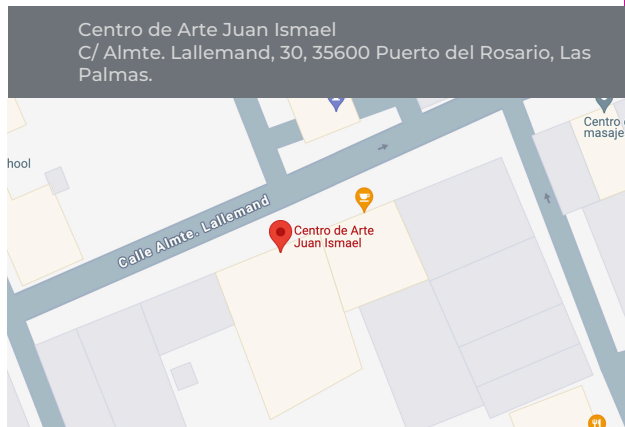 Centro de Arte Juan Ismael
C/ Almte. Lallemand, 30, 35600 Puerto del Rosario, Las
Palmas.
Centro
masaje
hool
Calle Almte. Lallemand
Centro de Arte
Juan Ismael